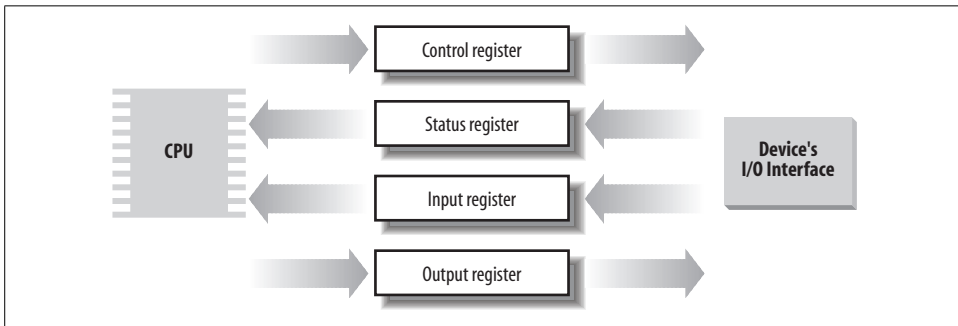 Control register
Status register
CPU
Device's
I/O Interface
Input register
Output register